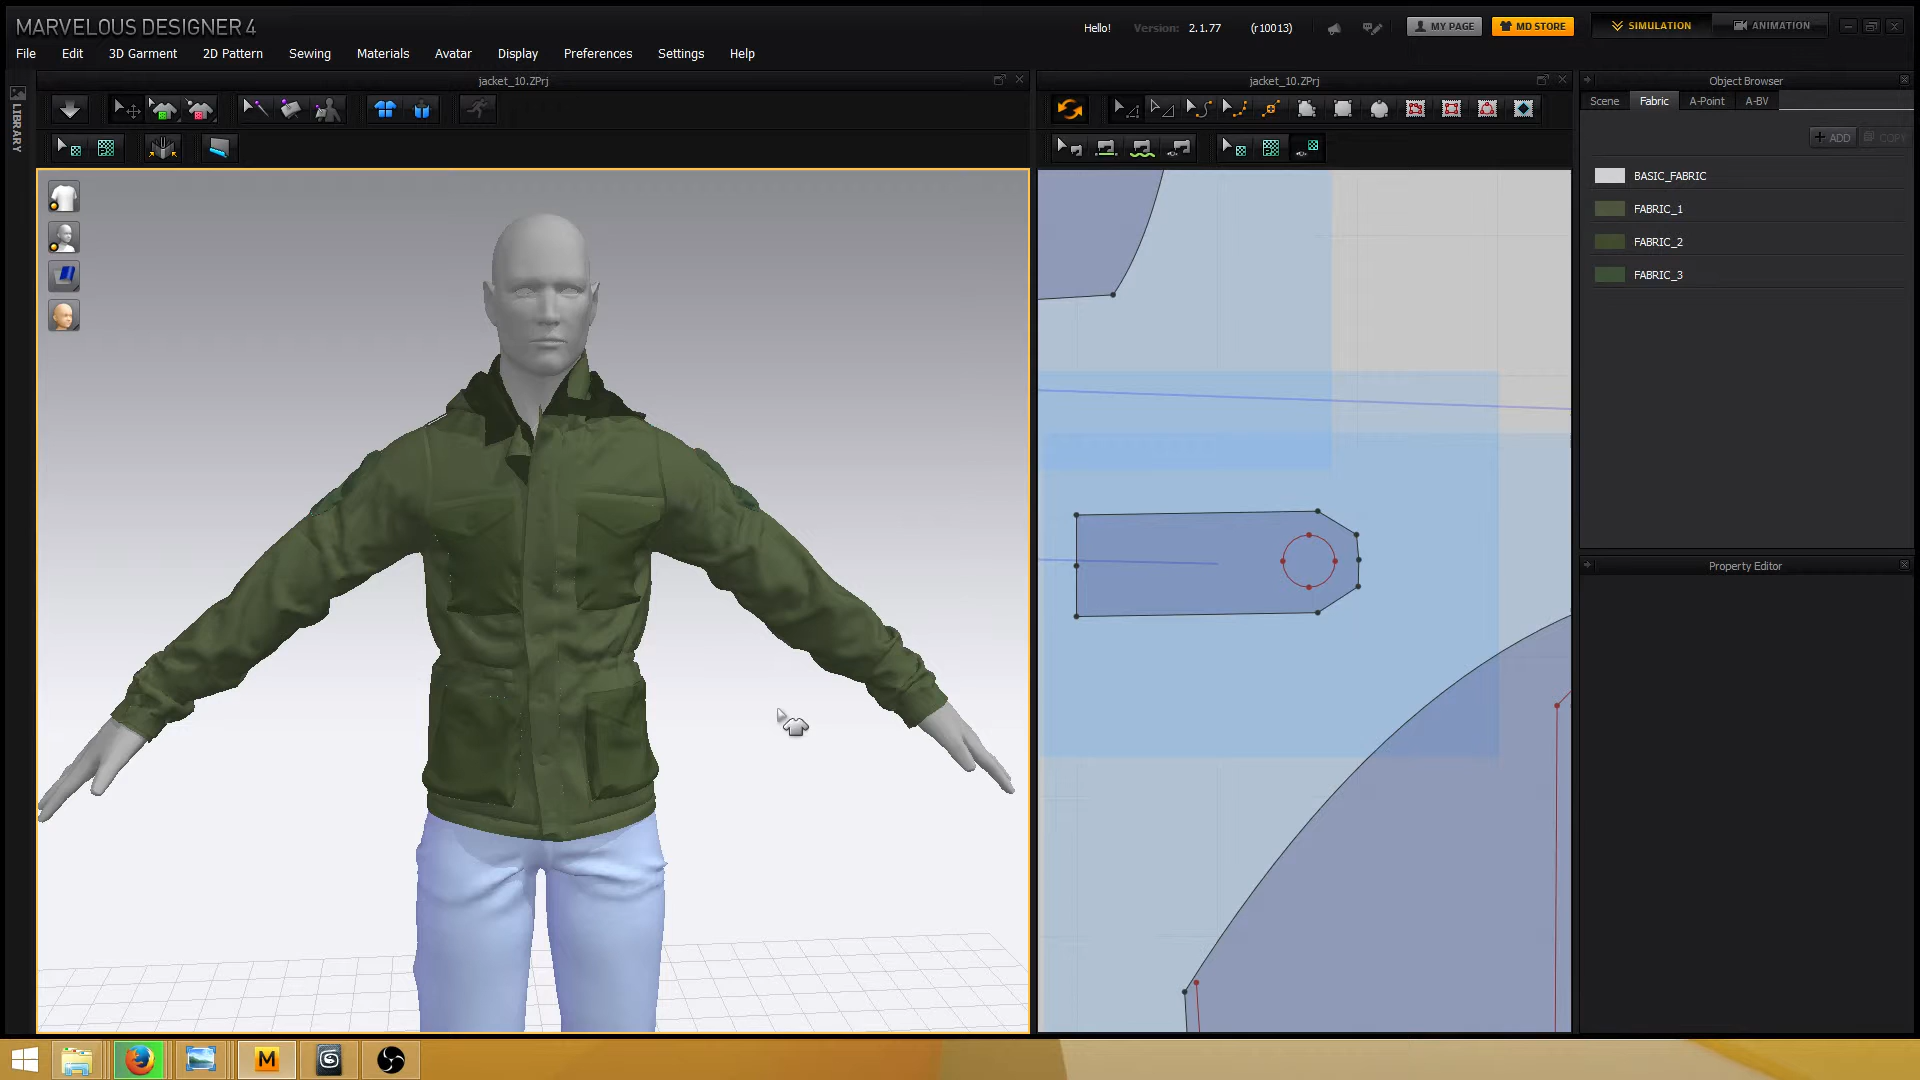 MARVELOUS DESIGNER 4
Hello! Version: 2.1.77 (r10013) MY PAGE MD STORE SIMULATION ANIMATION
File Edit 3D Garment 2D Pattern Sewing Materials Avatar Display Preferences Settings Help
jacket_10.ZPrj
jacket_10.ZPrj
Object Browser
LIBRARY
Scene Fabric A-Point A-BV
+ ADD COPY
BASIC_FABRIC
FABRIC_1
FABRIC_2
FABRIC_3
Property Editor
M